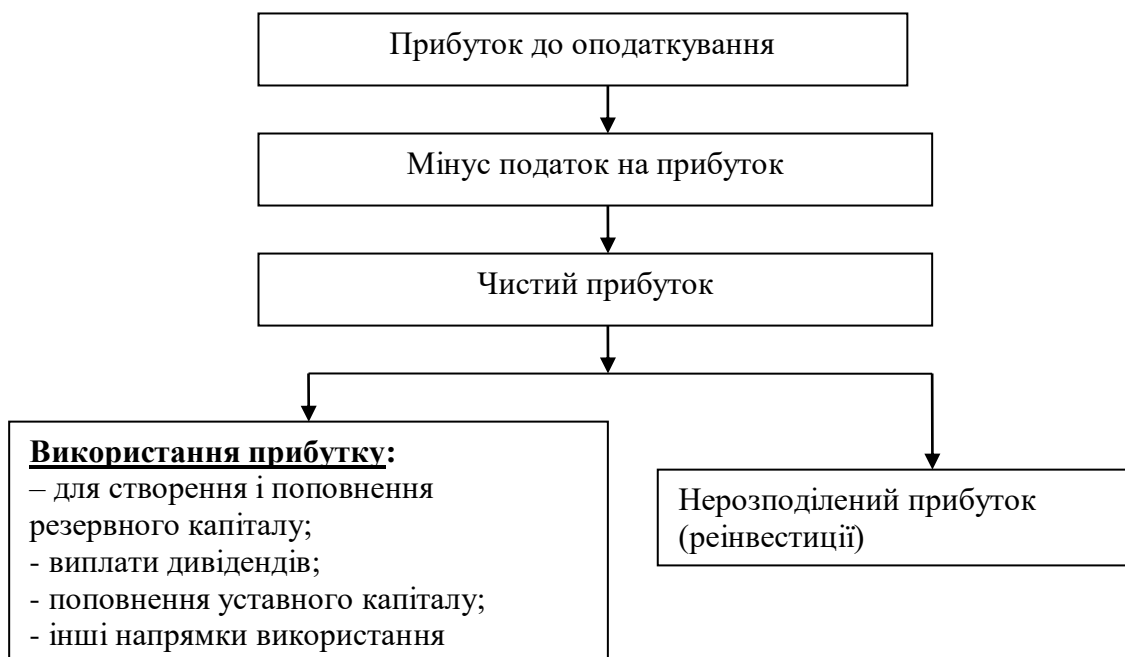 Прибуток до оподаткування
Мінус податок на прибуток
Чистий прибуток
Використання прибутку:
– для створення і поповнення
резервного капіталу;
- виплати дивідендів;
- поповнення уставного капіталу;
- інші напрямки використання
Нерозподілений прибуток
(реінвестиції)